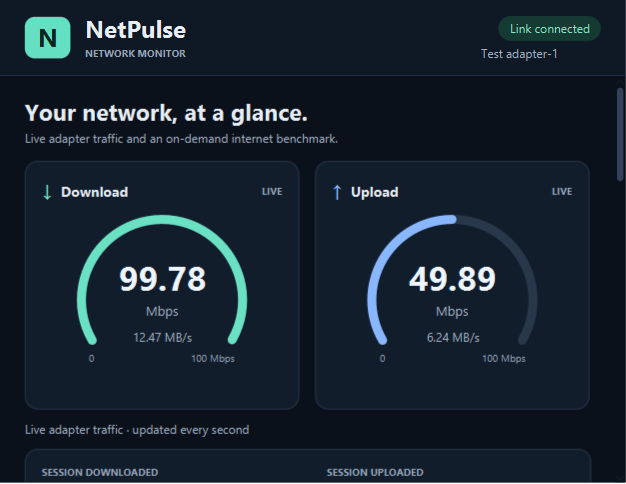 N
NetPulse
NETWORK MONITOR
Link connected
Test adapter-1
Your network, at a glance.
Live adapter traffic and an on-demand internet benchmark.
↓ Download LIVE
99.78
Mbps
12.47 MB/s
0 100 Mbps
↑ Upload LIVE
49.89
Mbps
6.24 MB/s
0 100 Mbps
Live adapter traffic · updated every second
SESSION DOWNLOADED SESSION UPLOADED